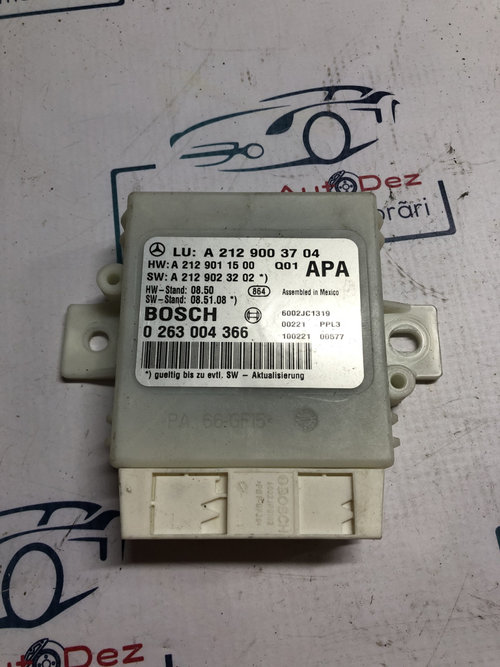 AutoDez
LU: A 212 900 37 04
HW: A 212 901 15 00 Q01 APA
SW: A 212 902 32 02 *)
HW-Stand: 08.50 864 Assembled in Mexico
SW-Stand: 08.51.08 *)
BOSCH 6002JC1319
0 263 004 366 00221 PPL3
100221 00577
*) gueltig bis zu evtl. SW - Aktualisierung
PA 66-GF15
BOSCH
AutoDez